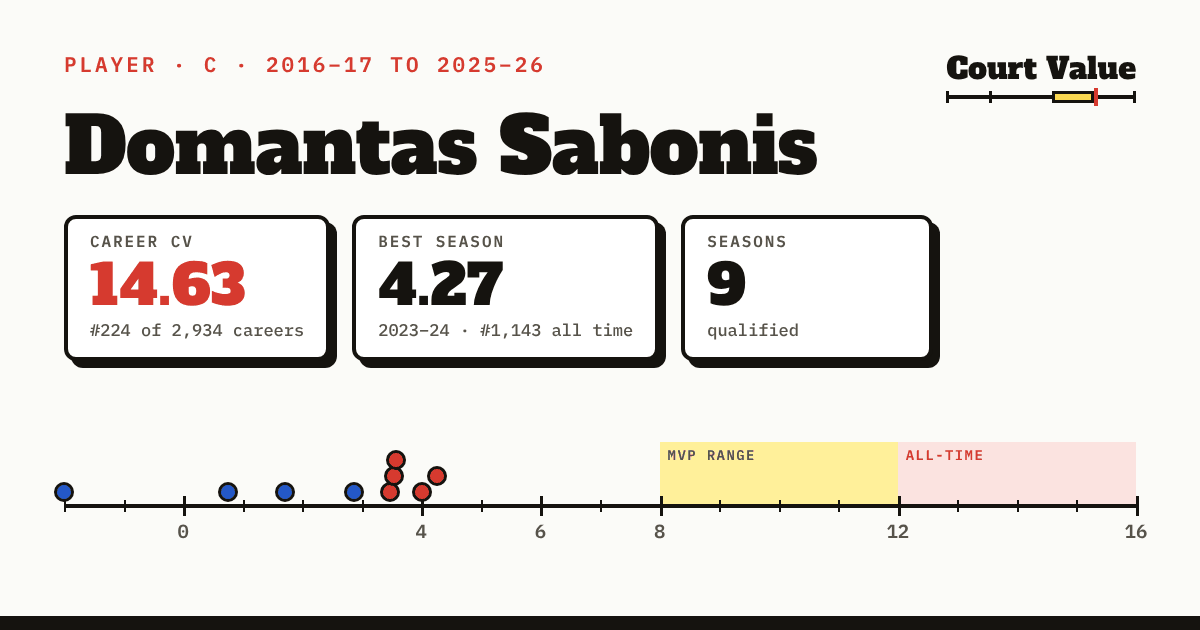 PLAYER · C · 2016–17 TO 2025–26
Court Value
Domantas Sabonis
CAREER CV
14.63
#224 of 2,934 careers
BEST SEASON
4.27
2023–24 · #1,143 all time
SEASONS
9
qualified
MVP RANGE
ALL-TIME
0
4
6
8
12
16